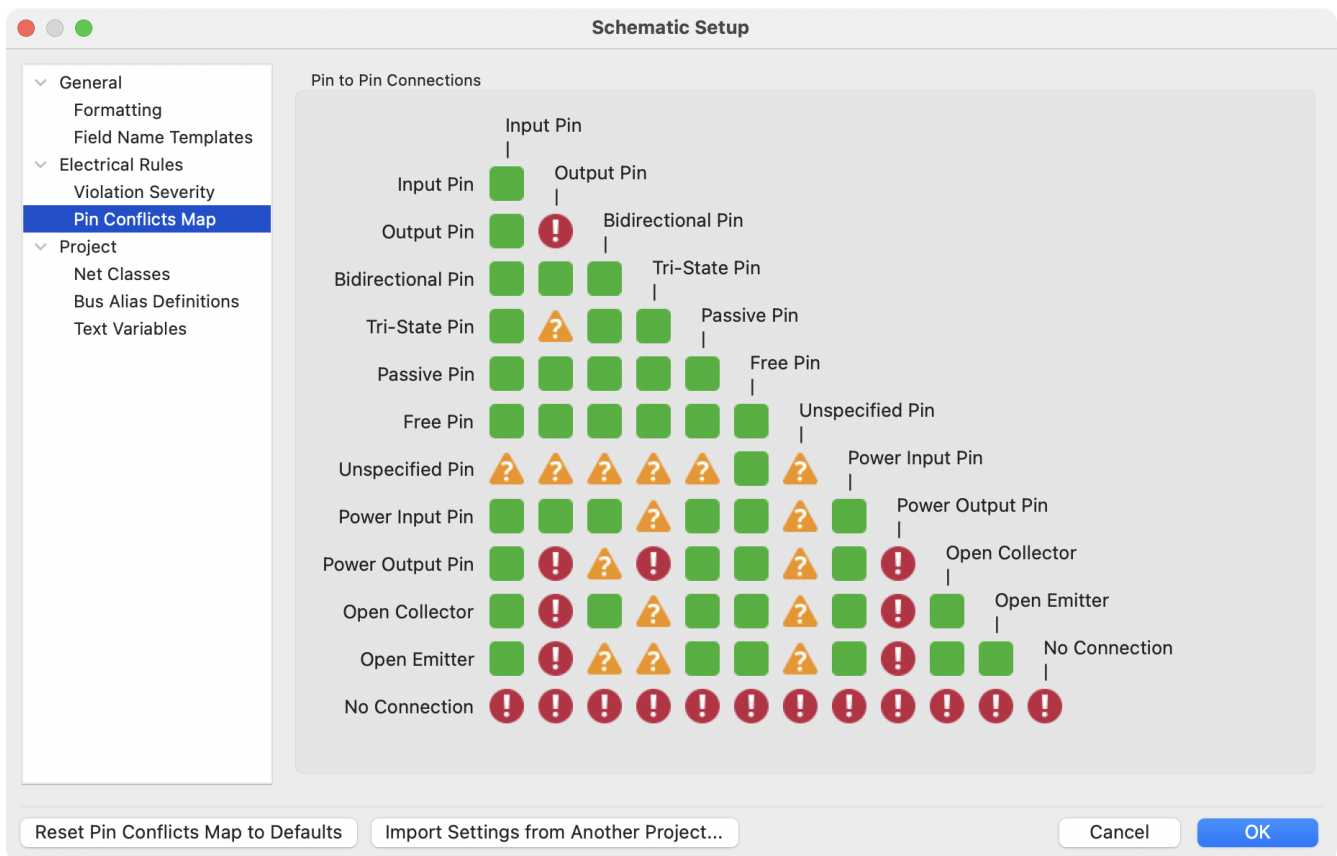 Schematic Setup
General
Formatting
Field Name Templates
Electrical Rules
Violation Severity
Pin Conflicts Map
Project
Net Classes
Bus Alias Definitions
Text Variables
Pin to Pin Connections
Input Pin
Input Pin
Output Pin
Output Pin
Bidirectional Pin
Bidirectional Pin
Tri-State Pin
Tri-State Pin
Passive Pin
Passive Pin
Free Pin
Free Pin
Unspecified Pin
Unspecified Pin
Power Input Pin
Power Input Pin
Power Output Pin
Power Output Pin
Open Collector
Open Collector
Open Emitter
Open Emitter
No Connection
No Connection
Reset Pin Conflicts Map to Defaults
Import Settings from Another Project...
Cancel
OK